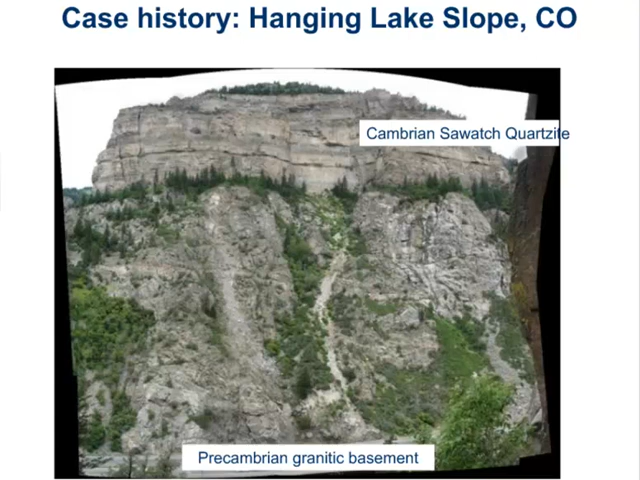 Case history: Hanging Lake Slope, CO
Cambrian Sawatch Quartzite
Precambrian granitic basement